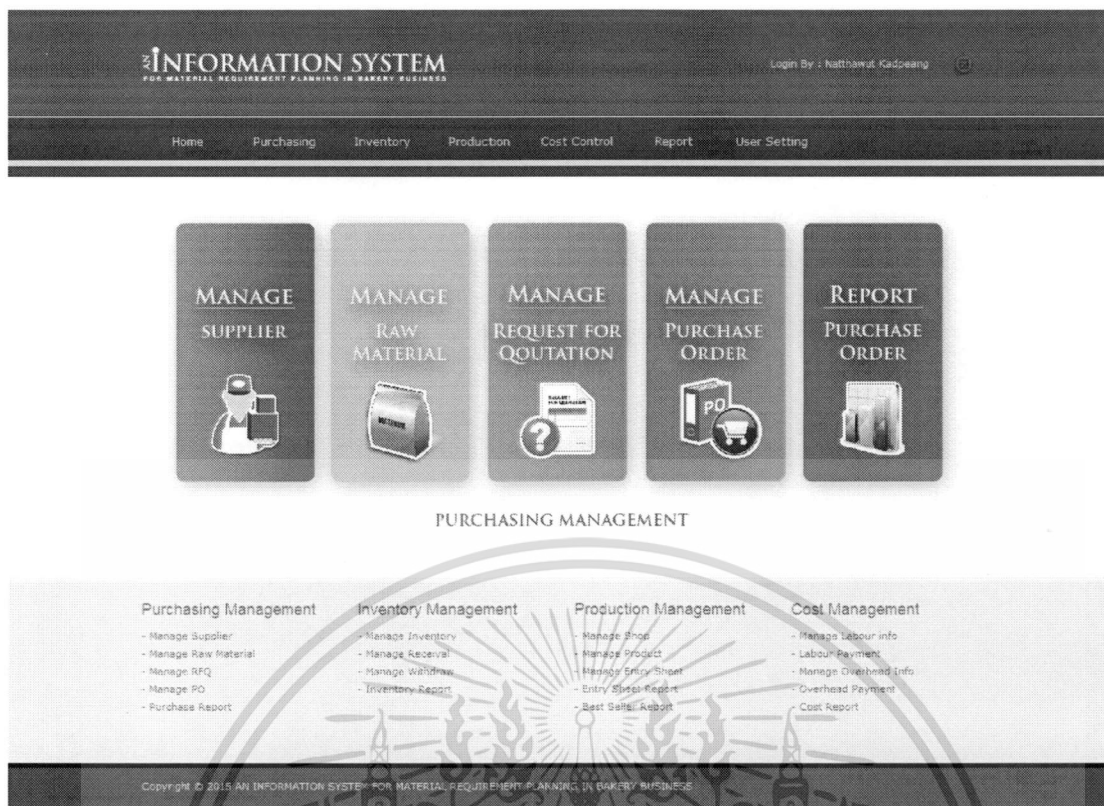 AN INFORMATION SYSTEM
FOR MATERIAL REQUIREMENT PLANNING IN BAKERY BUSINESS
Login By : Natthawut Kadpeang
Home Purchasing Inventory Production Cost Control Report User Setting
MANAGE
SUPPLIER
MANAGE
RAW
MATERIAL
MATERIAL
MANAGE
REQUEST FOR
QOUTATION
REQUEST
FOR QUOTATION
MANAGE
PURCHASE
ORDER
PO
REPORT
PURCHASE
ORDER
PURCHASING MANAGEMENT
Purchasing Management
- Manage Supplier
- Manage Raw Material
- Manage RFQ
- Manage PO
- Purchase Report
Inventory Management
- Manage Inventory
- Manage Receival
- Manage Withdraw
- Inventory Report
Production Management
- Manage Shop
- Manage Product
- Manage Entry Sheet
- Entry Sheet Report
- Best Seller Report
Cost Management
- Manage Labour info
- Labour Payment
- Manage Overhead Info
- Overhead Payment
- Cost Report
Copyright © 2015 AN INFORMATION SYSTEM FOR MATERIAL REQUIREMENT PLANNING IN BAKERY BUSINESS